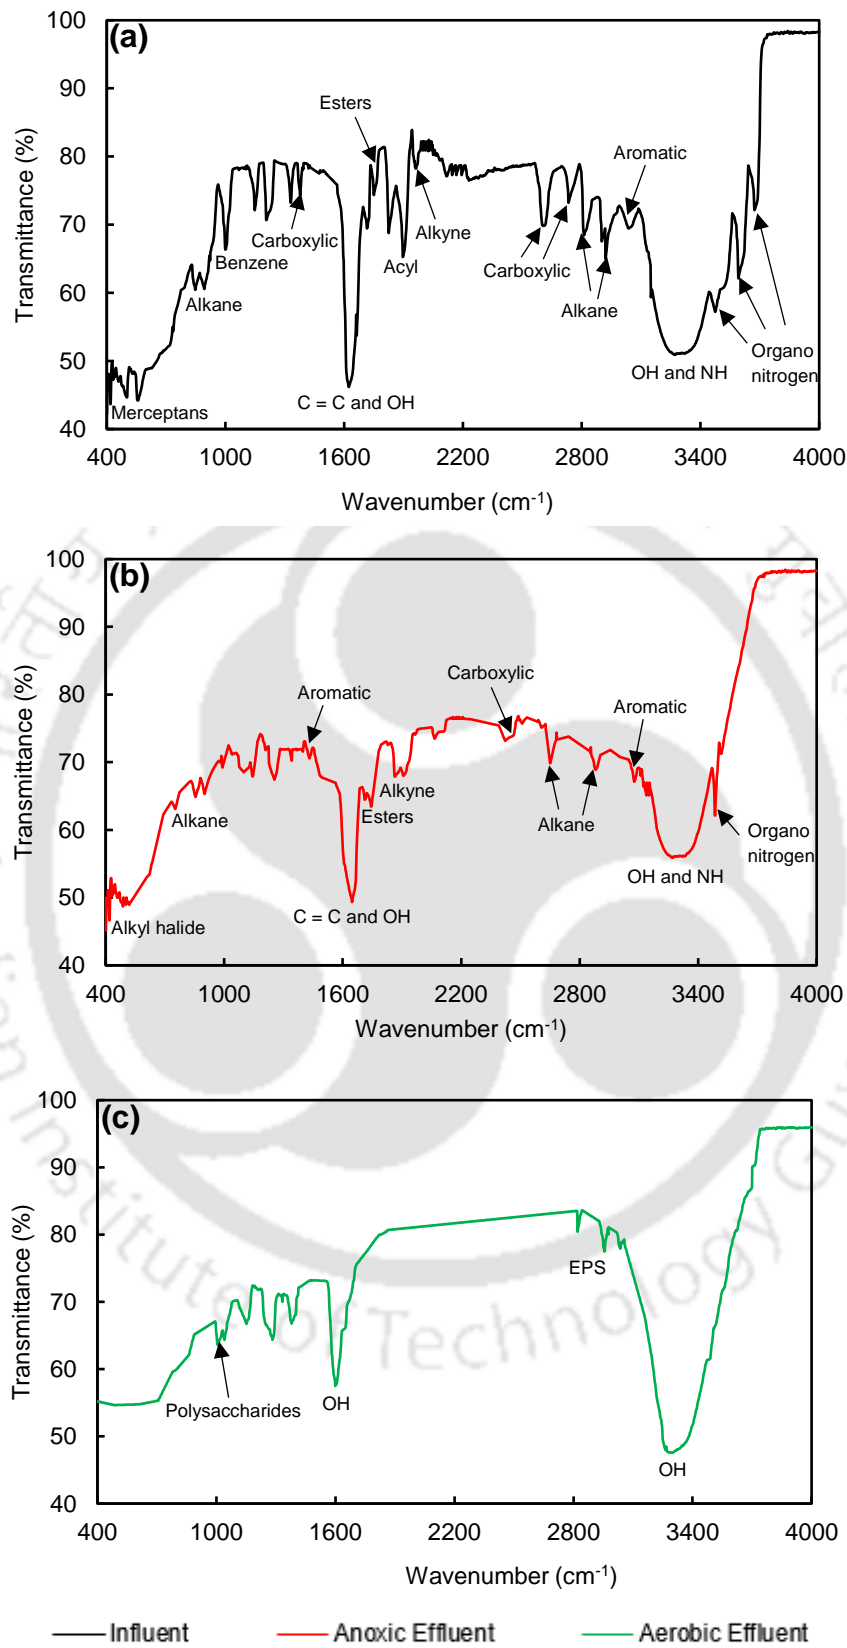 (a)
100
90
80
70
60
50
40
Transmittance (%)
Esters
Aromatic
Carboxylic
Alkyne
Benzene
Acyl
Carboxylic
Alkane
Alkane
Organo
nitrogen
OH and NH
C = C and OH
Merceptans
400 1000 1600 2200 2800 3400 4000
Wavenumber (cm-1)
(b)
100
90
80
70
60
50
40
Transmittance (%)
Carboxylic
Aromatic
Aromatic
Alkyne
Esters
Alkane
Alkane
Organo
nitrogen
OH and NH
C = C and OH
Alkyl halide
400 1000 1600 2200 2800 3400 4000
Wavenumber (cm-1)
(c)
100
90
80
70
60
50
40
Transmittance (%)
EPS
Polysaccharides
OH
OH
400 1000 1600 2200 2800 3400 4000
Wavenumber (cm-1)
Influent Anoxic Effluent Aerobic Effluent
Institute of Technology